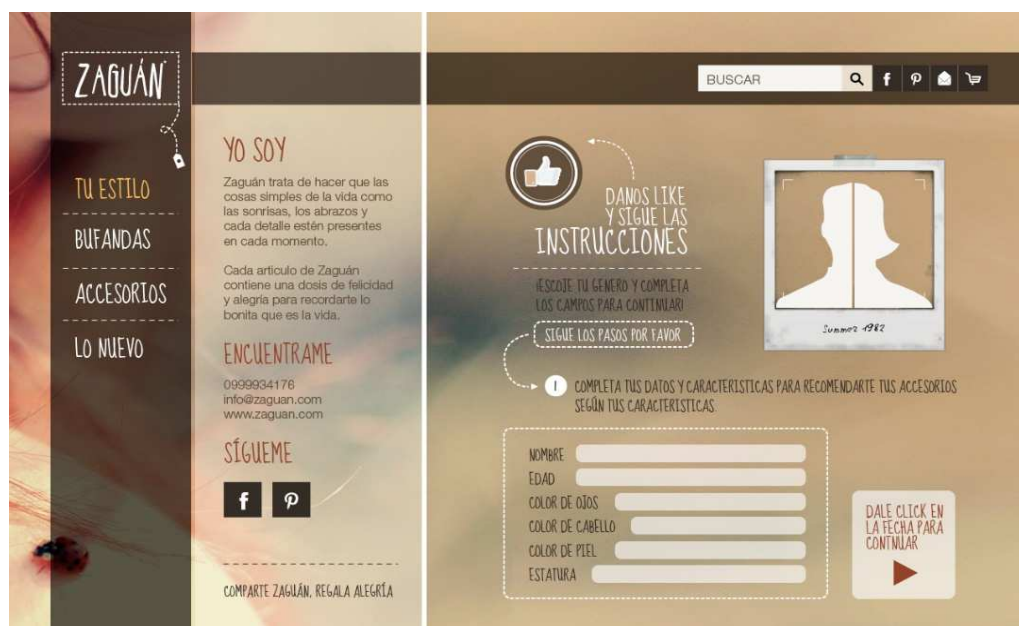 ZAGUÁN
TU ESTILO
BUFANDAS
ACCESORIOS
LO NUEVO
YO SOY
Zaguán trata de hacer que las
cosas simples de la vida como
las sonrisas, los abrazos y
cada detalle estén presentes
en cada momento.
Cada articulo de Zaguán
contiene una dosis de felicidad
y alegría para recordarte lo
bonita que es la vida.
ENCUENTRAME
0999934176
info@zaguan.com
www.zaguan.com
SÍGUEME
COMPARTE ZAGUÁN, REGALA ALEGRÍA
BUSCAR
DANOS LIKE
Y SIGUE LAS
INSTRUCCIONES
¡ESCOJE TU GENERO Y COMPLETA
LOS CAMPOS PARA CONTINUAR!
SIGUE LOS PASOS POR FAVOR
Summer 1982
1 COMPLETA TUS DATOS Y CARACTERISTICAS PARA RECOMENDARTE TUS ACCESORIOS
SEGÚN TUS CARACTERISTICAS.
NOMBRE
EDAD
COLOR DE OJOS
COLOR DE CABELLO
COLOR DE PIEL
ESTATURA
DALE CLICK EN
LA FECHA PARA
CONTNUAR